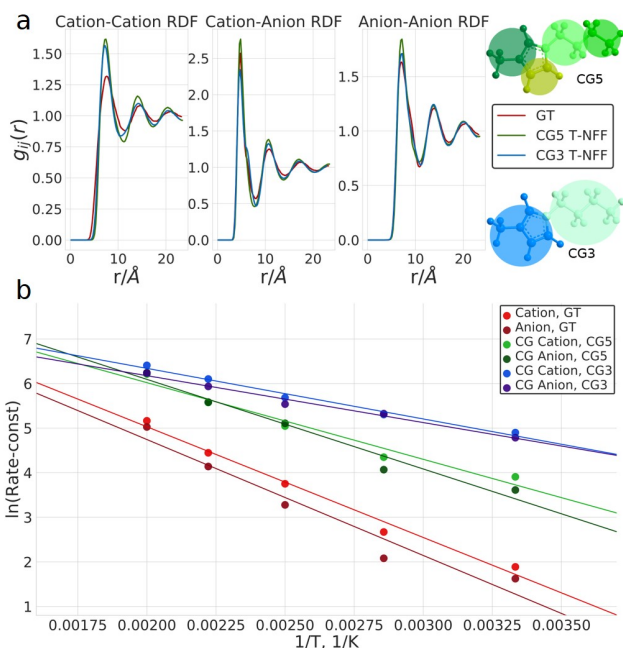 a
Cation-Cation RDF
Cation-Anion RDF
Anion-Anion RDF
g_ij(r)
1.50
1.25
1.00
0.75
0.50
0.25
0.00
0
10
20
r/Å
2.5
2.0
1.5
1.0
0.5
0.0
0
10
20
r/Å
1.5
1.0
0.5
0.0
0
10
20
r/Å
CG5
GT
CG5 T-NFF
CG3 T-NFF
CG3
b
ln(Rate-const)
7
6
5
4
3
2
1
Cation, GT
Anion, GT
CG Cation, CG5
CG Anion, CG5
CG Cation, CG3
CG Anion, CG3
0.00175
0.00200
0.00225
0.00250
0.00275
0.00300
0.00325
0.00350
1/T, 1/K